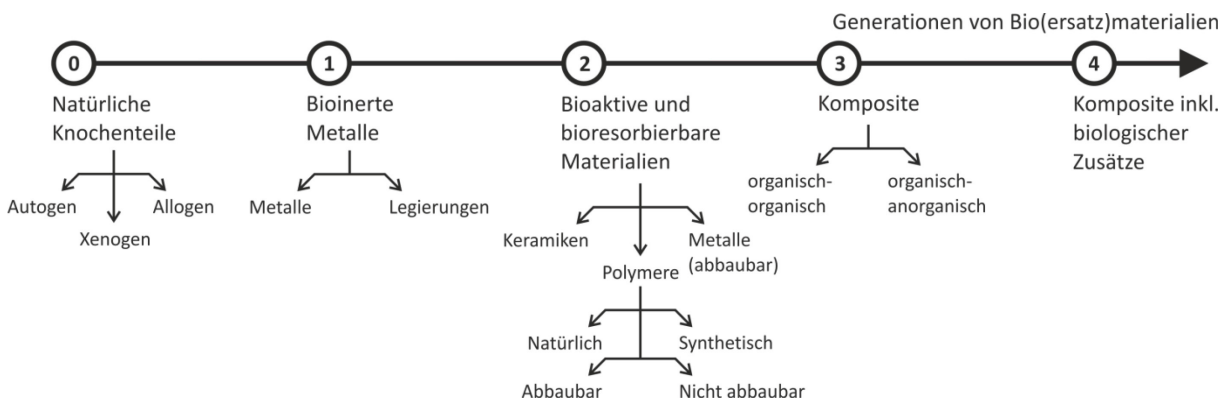 Generationen von Bio(ersatz)materialien
0
1
2
3
4
Natürliche
Knochenteile
Autogen
Allogen
Xenogen
Bioinerte
Metalle
Metalle
Legierungen
Bioaktive und
bioresorbierbare
Materialien
Keramiken
Metalle
(abbaubar)
Polymere
Natürlich
Synthetisch
Abbaubar
Nicht abbaubar
Komposite
organisch-
organisch
organisch-
anorganisch
Komposite inkl.
biologischer
Zusätze